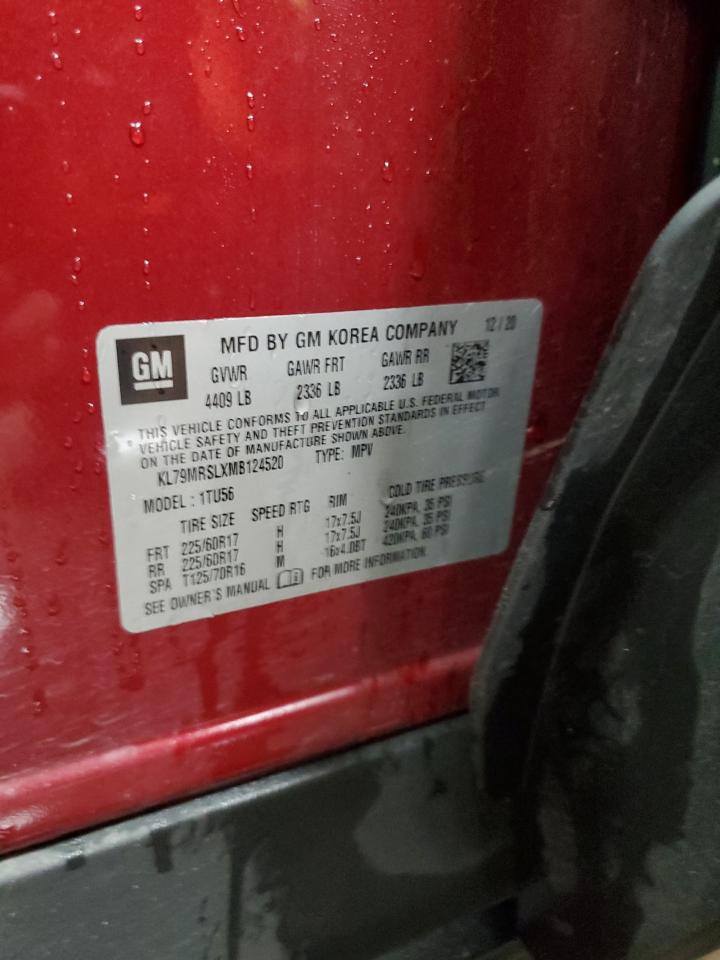 GM
MFD BY GM KOREA COMPANY 12 / 20
GVWR GAWR FRT GAWR RR
4409 LB 2336 LB 2336 LB
THIS VEHICLE CONFORMS TO ALL APPLICABLE U.S. FEDERAL MOTOR
VEHICLE SAFETY AND THEFT PREVENTION STANDARDS IN EFFECT
ON THE DATE OF MANUFACTURE SHOWN ABOVE.
KL79MRSLXMB124520 TYPE: MPV
MODEL : 1TU56
TIRE SIZE SPEED RTG RIM COLD TIRE PRESSURE
FRT 225/60R17 H 17x7.5J 240KPA, 35 PSI
RR 225/60R17 H 17x7.5J 240KPA, 35 PSI
SPA T125/70R16 M 16x4.0BT 420KPA, 60 PSI
SEE OWNER'S MANUAL FOR MORE INFORMATION